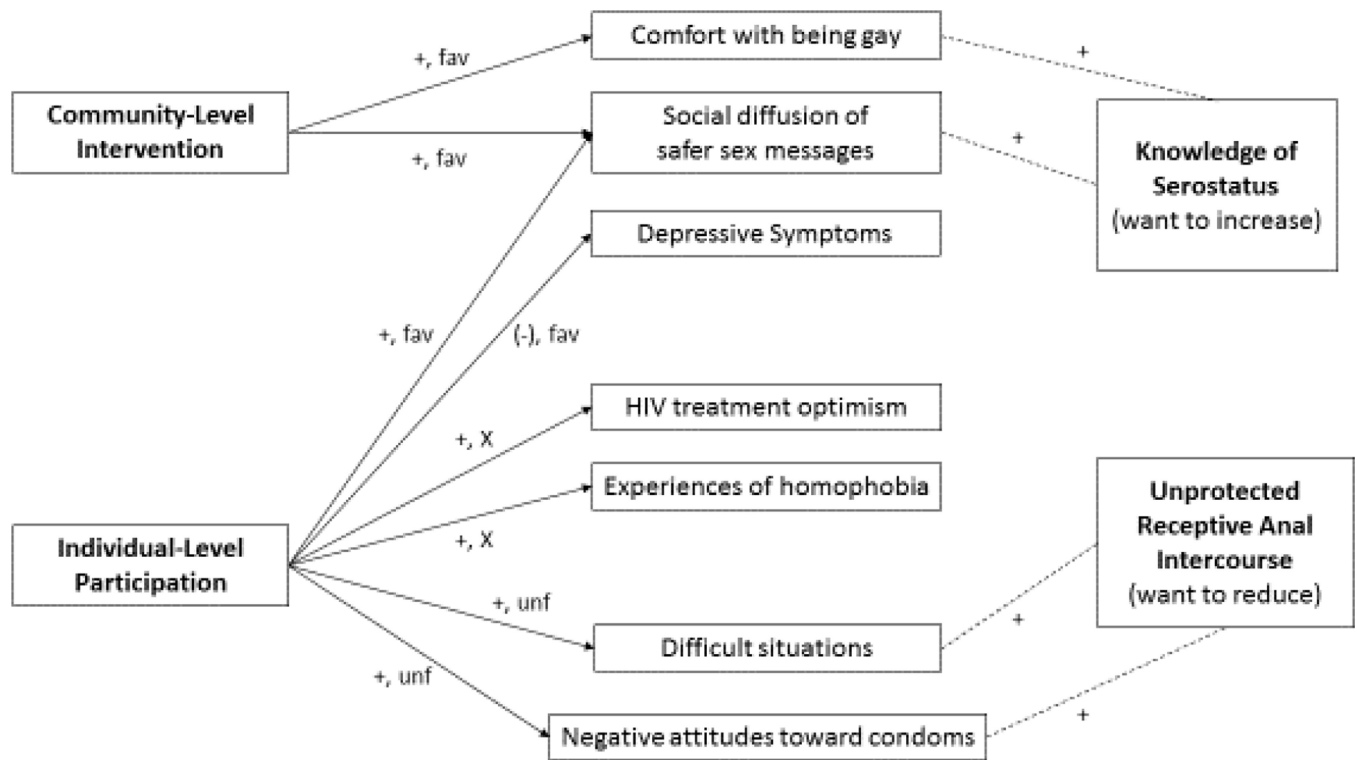 Comfort with being gay
+, fav
+
Community-Level
Intervention
+, fav
Social diffusion of
safer sex messages
+
Knowledge of
Serostatus
(want to increase)
Depressive Symptoms
+, fav
(-), fav
HIV treatment optimism
+, X
Experiences of homophobia
+, X
Individual-Level
Participation
Unprotected
Receptive Anal
Intercourse
(want to reduce)
+, unf
Difficult situations
+
+, unf
Negative attitudes toward condoms
+